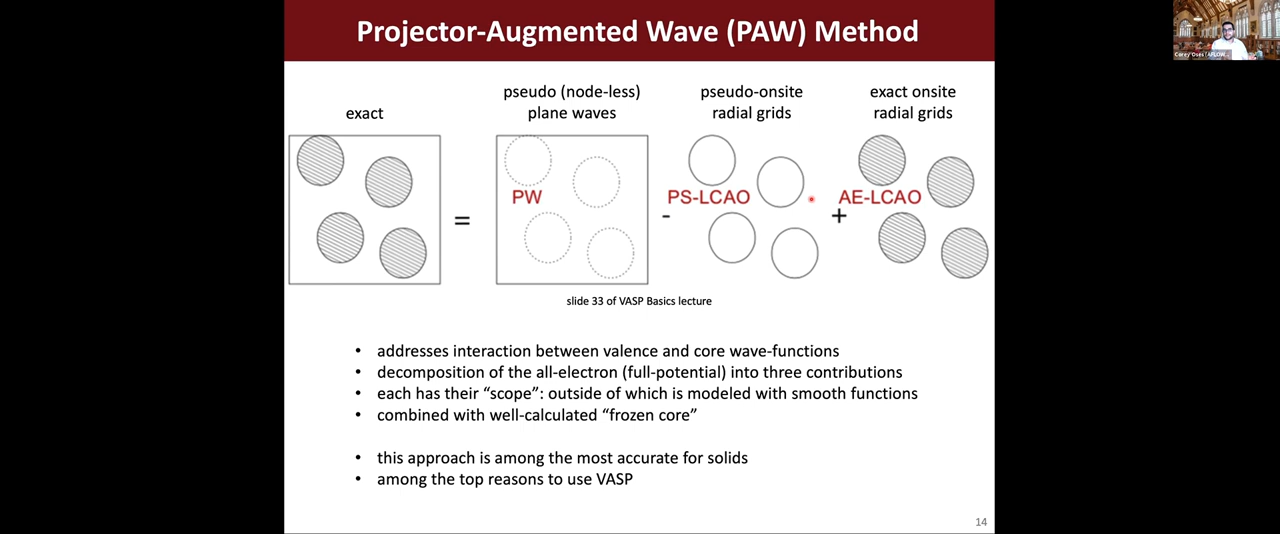 Projector-Augmented Wave (PAW) Method
exact
pseudo (node-less)
plane waves
pseudo-onsite
radial grids
exact onsite
radial grids
=
PW
-
PS-LCAO
+
AE-LCAO
slide 33 of VASP Basics lecture
• addresses interaction between valence and core wave-functions
• decomposition of the all-electron (full-potential) into three contributions
• each has their “scope”: outside of which is modeled with smooth functions
• combined with well-calculated “frozen core”
• this approach is among the most accurate for solids
• among the top reasons to use VASP
14
Corey Oses (AFLOW...